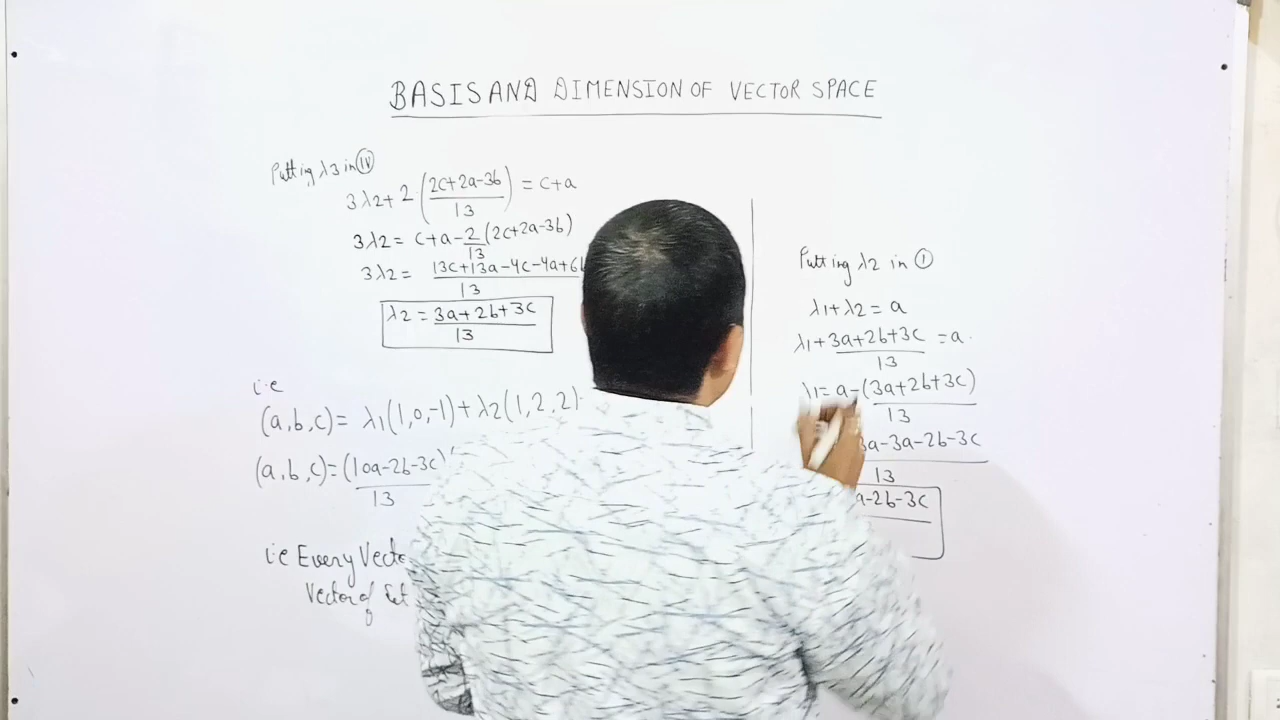 BASIS AND DIMENSION OF VECTOR SPACE
Putting λ3 in (IV)
3λ2 + 2·((2c+2a-3b)/13) = c+a
3λ2 = c+a - 2/13 (2c+2a-3b)
3λ2 = (13c+13a-4c-4a+6b)/13
λ2 = (3a+2b+3c)/13
i.e
(a,b,c) = λ1(1,0,-1) + λ2(1,2,2)
(a,b,c) = (10a-2b-3c)/13
i.e Every
Vector of Set
Putting λ2 in (I)
λ1+λ2 = a
λ1 + (3a+2b+3c)/13 = a.
λ1 = a - (3a+2b+3c)/13
3a-3a-2b-3c
13
a-2b-3c